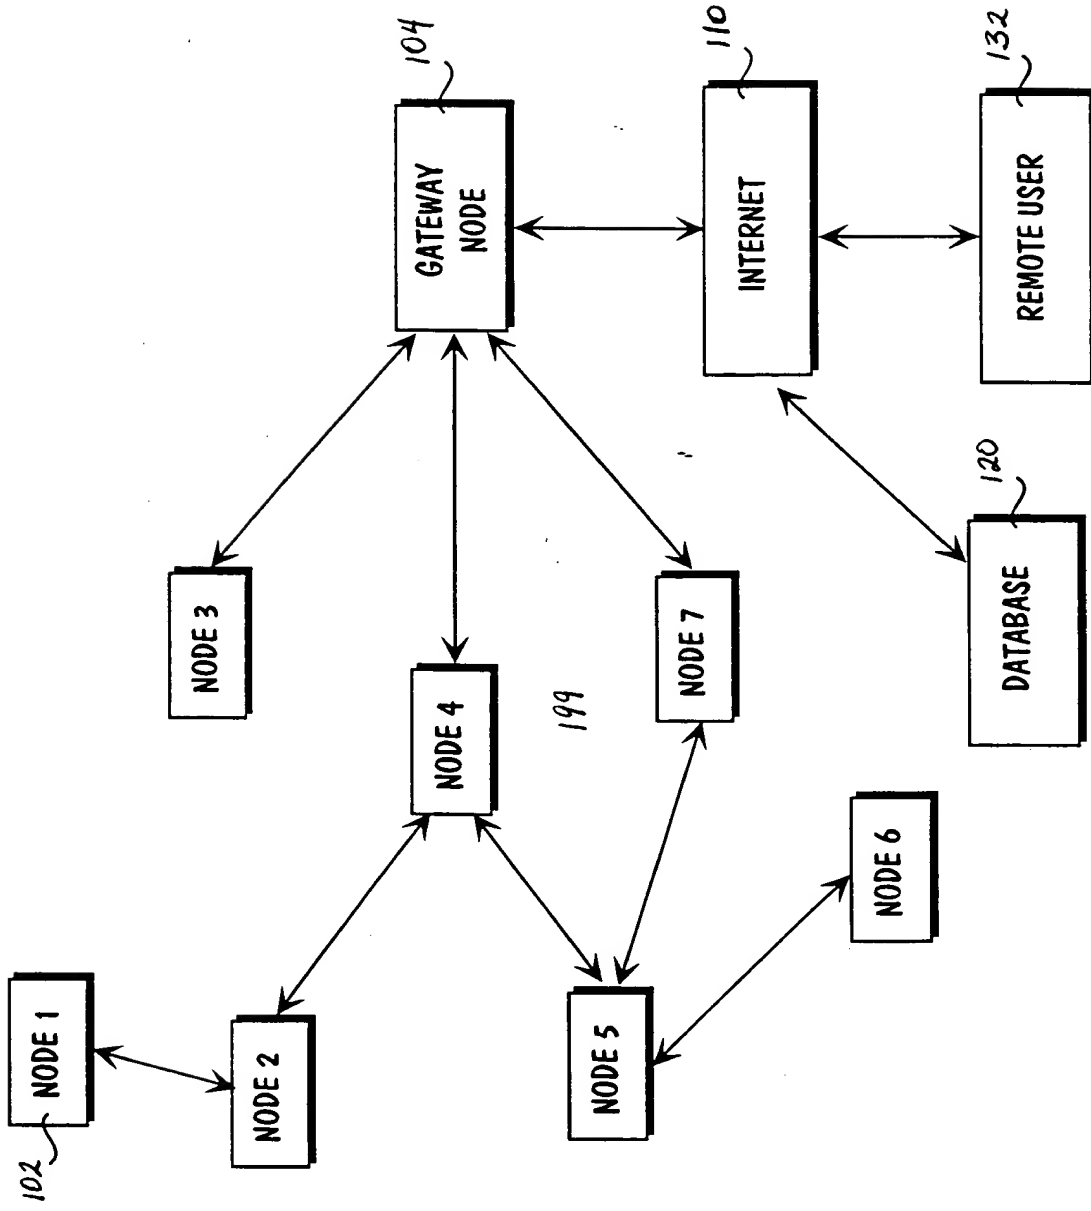 102
NODE 1
NODE 2
NODE 5
NODE 6
NODE 4
199
NODE 3
NODE 7
DATABASE
120
GATEWAY
NODE
104
INTERNET
110
REMOTE USER
132